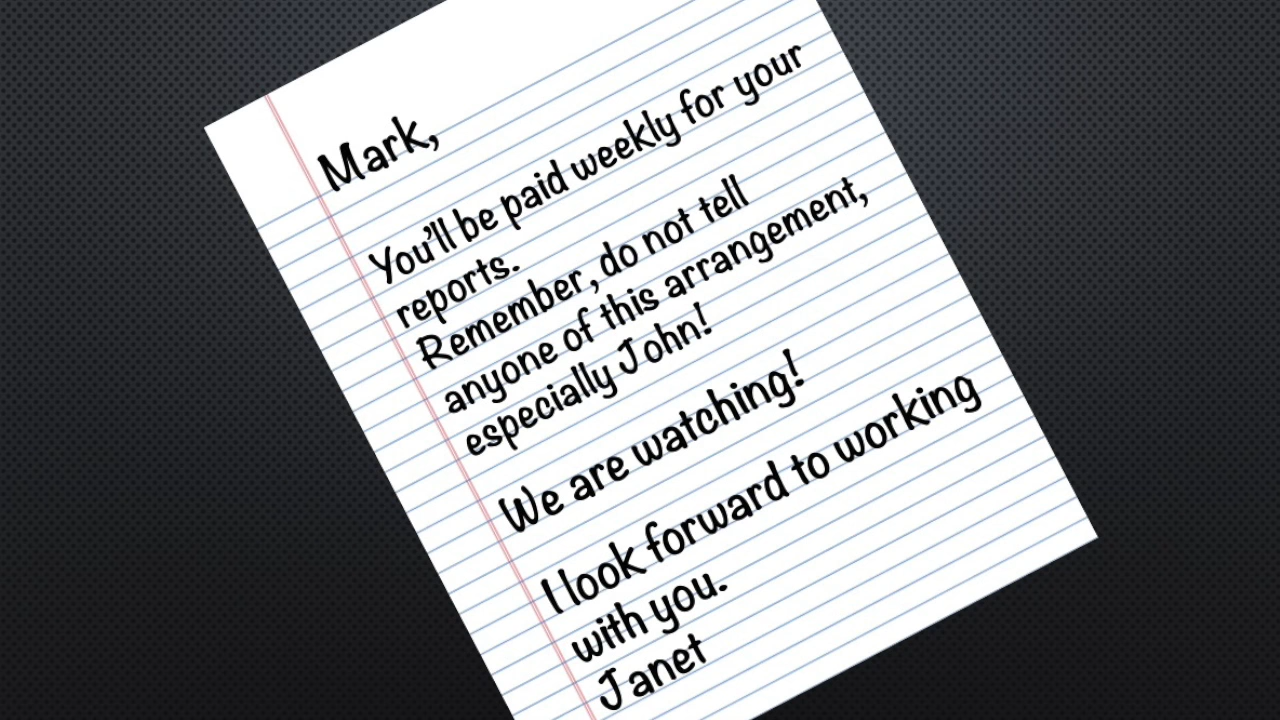 Mark,
You'll be paid weekly for your
reports.
Remember, do not tell
anyone of this arrangement,
especially John!
We are watching!
I look forward to working
with you.
Janet